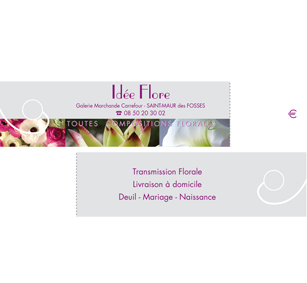 Idée Flore
Galerie Marchande Carrefour - SAINT-MAUR des FOSSES
☎ 08 50 20 30 02
TOUTES COMPOSITIONS FLORALES
€
Transmission Florale
Livraison à domicile
Deuil - Mariage - Naissance